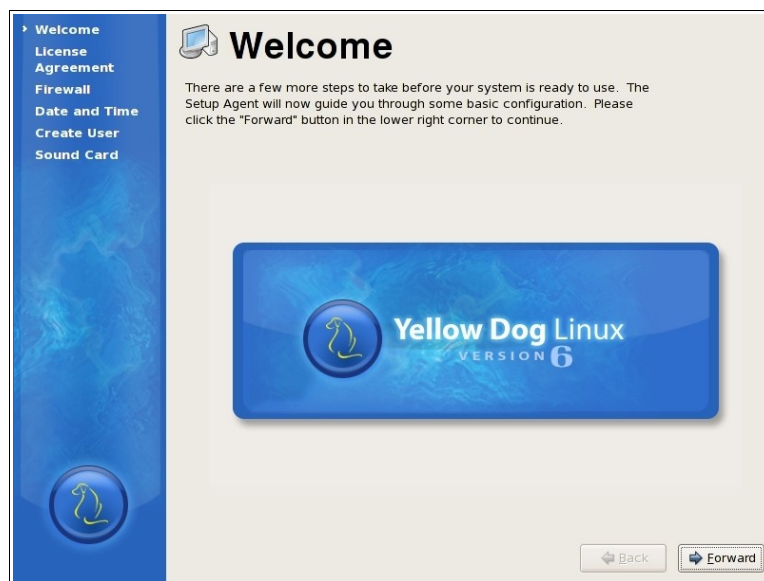 Welcome
License
Agreement
Firewall
Date and Time
Create User
Sound Card
Welcome
There are a few more steps to take before your system is ready to use. The
Setup Agent will now guide you through some basic configuration. Please
click the "Forward" button in the lower right corner to continue.
Yellow Dog Linux
VERSION 6
Back
Forward